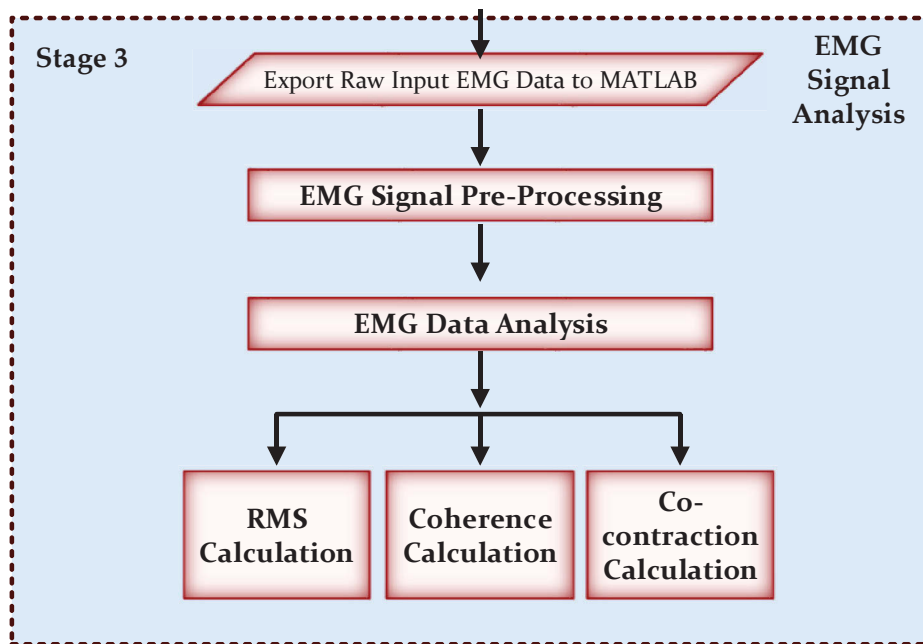 Stage 3
EMG
Signal
Analysis
Export Raw Input EMG Data to MATLAB
EMG Signal Pre-Processing
EMG Data Analysis
RMS
Calculation
Coherence
Calculation
Co-
contraction
Calculation